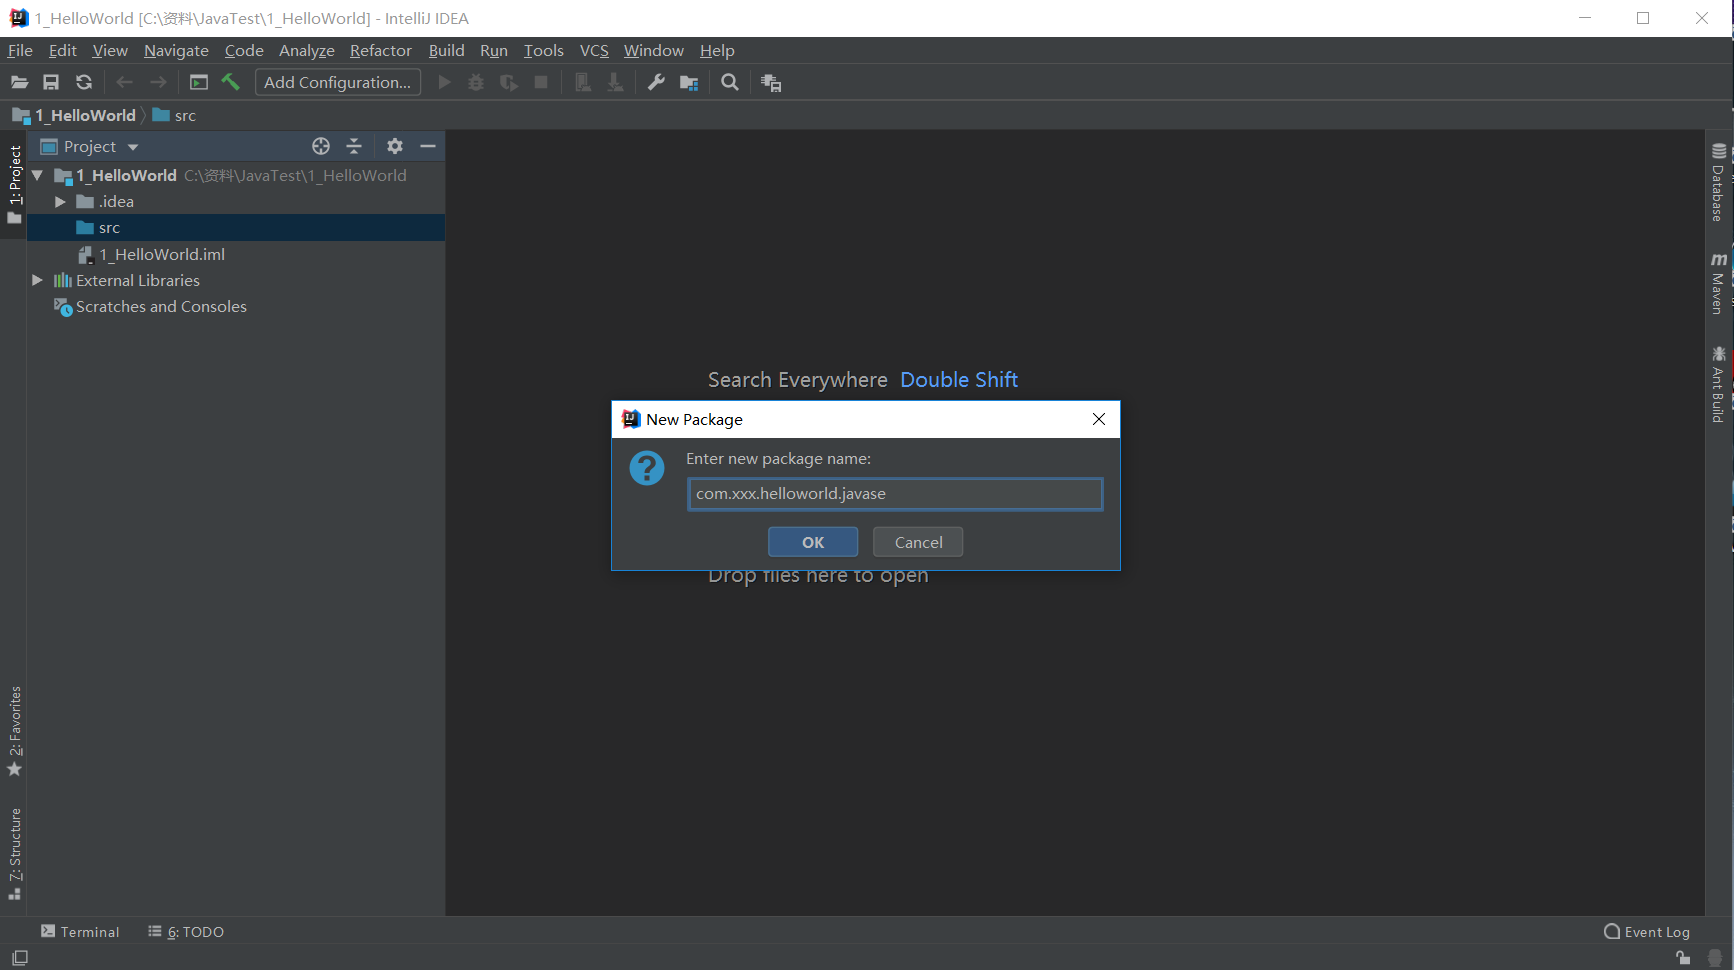 1_HelloWorld [C:\资料\JavaTest\1_HelloWorld] - IntelliJ IDEA
File Edit View Navigate Code Analyze Refactor Build Run Tools VCS Window Help
Add Configuration...
1_HelloWorld src
Project
1_HelloWorld C:\资料\JavaTest\1_HelloWorld
.idea
src
1_HelloWorld.iml
External Libraries
Scratches and Consoles
1: Project
2: Favorites
7: Structure
Search Everywhere Double Shift
New Package
Enter new package name:
com.xxx.helloworld.javase
OK Cancel
Drop files here to open
Database
Maven
Ant Build
Terminal 6: TODO Event Log